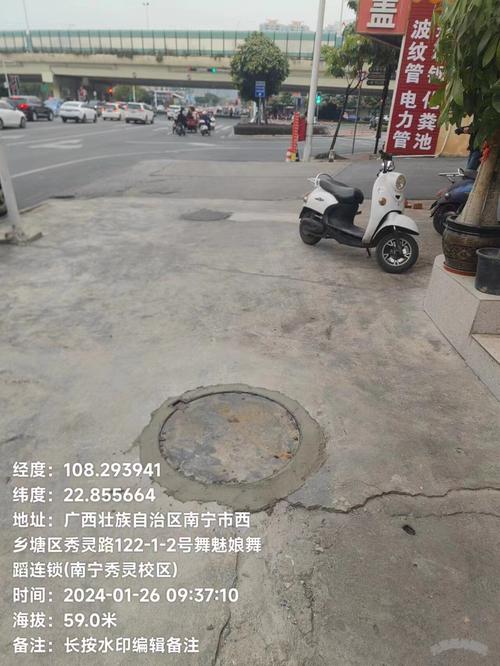 盖
波纹管
电力管
化粪池
经度：108.293941
纬度：22.855664
地址：广西壮族自治区南宁市西
乡塘区秀灵路122-1-2号舞魅娘舞
蹈连锁(南宁秀灵校区)
时间：2024-01-26 09:37:10
海拔：59.0米
备注：长按水印编辑备注